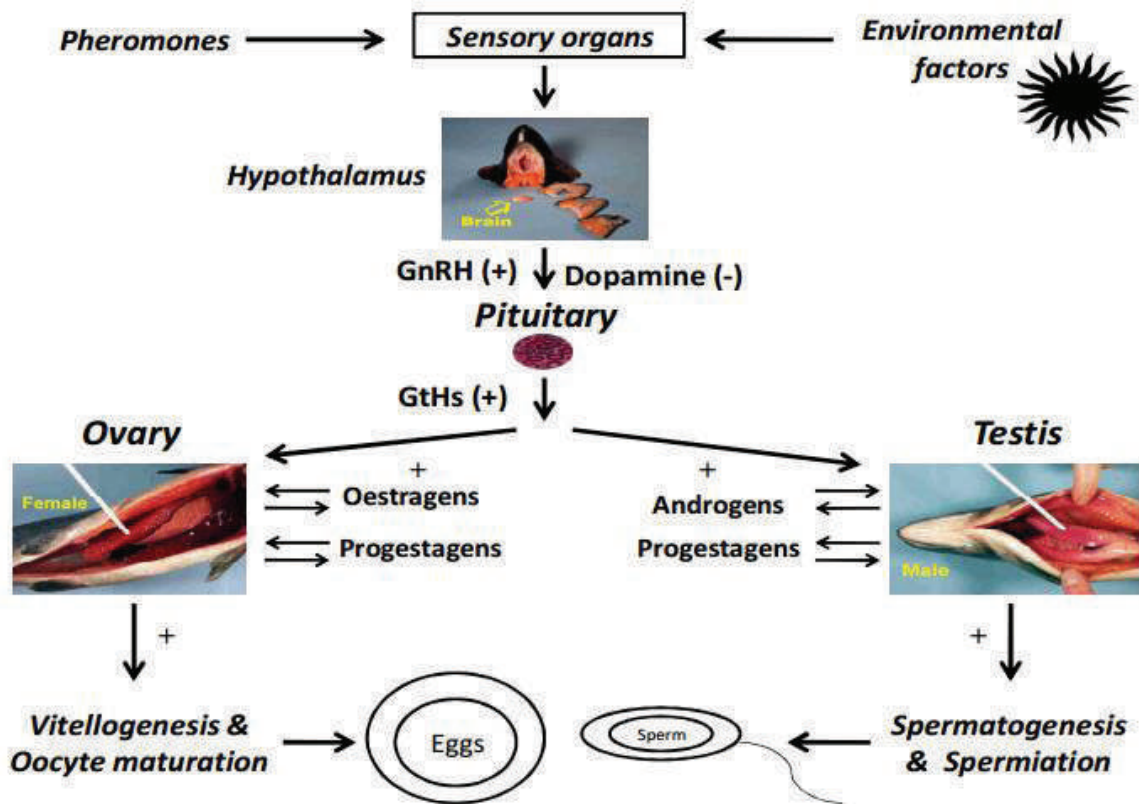 Pheromones
Sensory organs
Environmental
factors
Hypothalamus
Brain
GnRH (+)
Dopamine (-)
Pituitary
GtHs (+)
Ovary
Testis
+
+
Female
Oestragens
Androgens
Progestagens
Progestagens
Male
+
+
Vitellogenesis &
Oocyte maturation
Eggs
Sperm
Spermatogenesis
& Spermiation